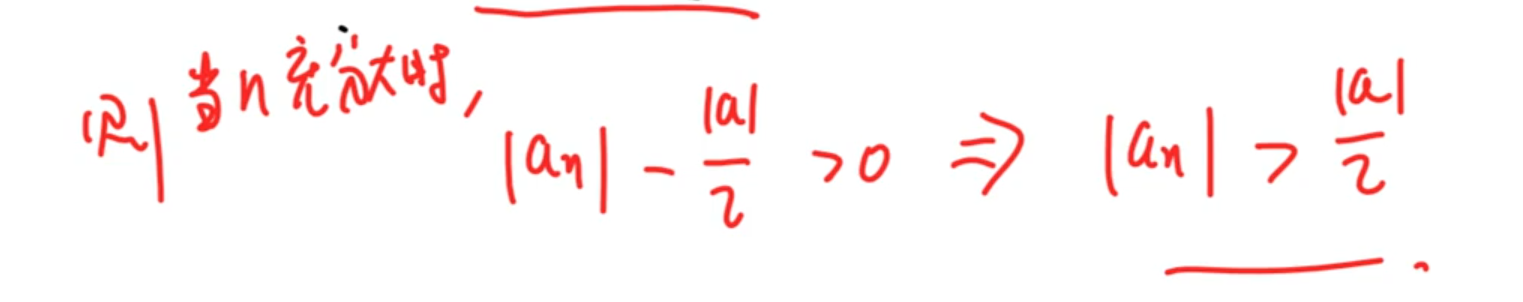 则当n充分大时, |aₙ| - |a|/2 > 0 ⇒ |aₙ| > |a|/2 .